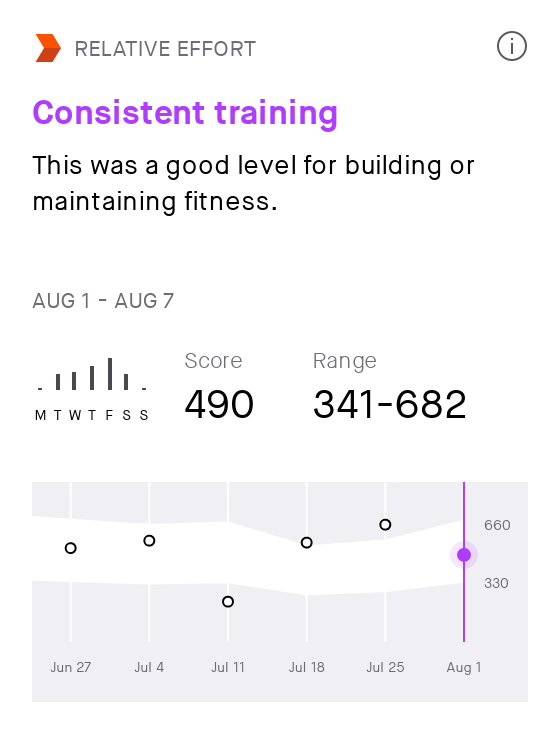 RELATIVE EFFORT
Consistent training
This was a good level for building or
maintaining fitness.
AUG 1 - AUG 7
Score
Range
490
341-682
M T W T F S S
660
330
Jun 27
Jul 4
Jul 11
Jul 18
Jul 25
Aug 1